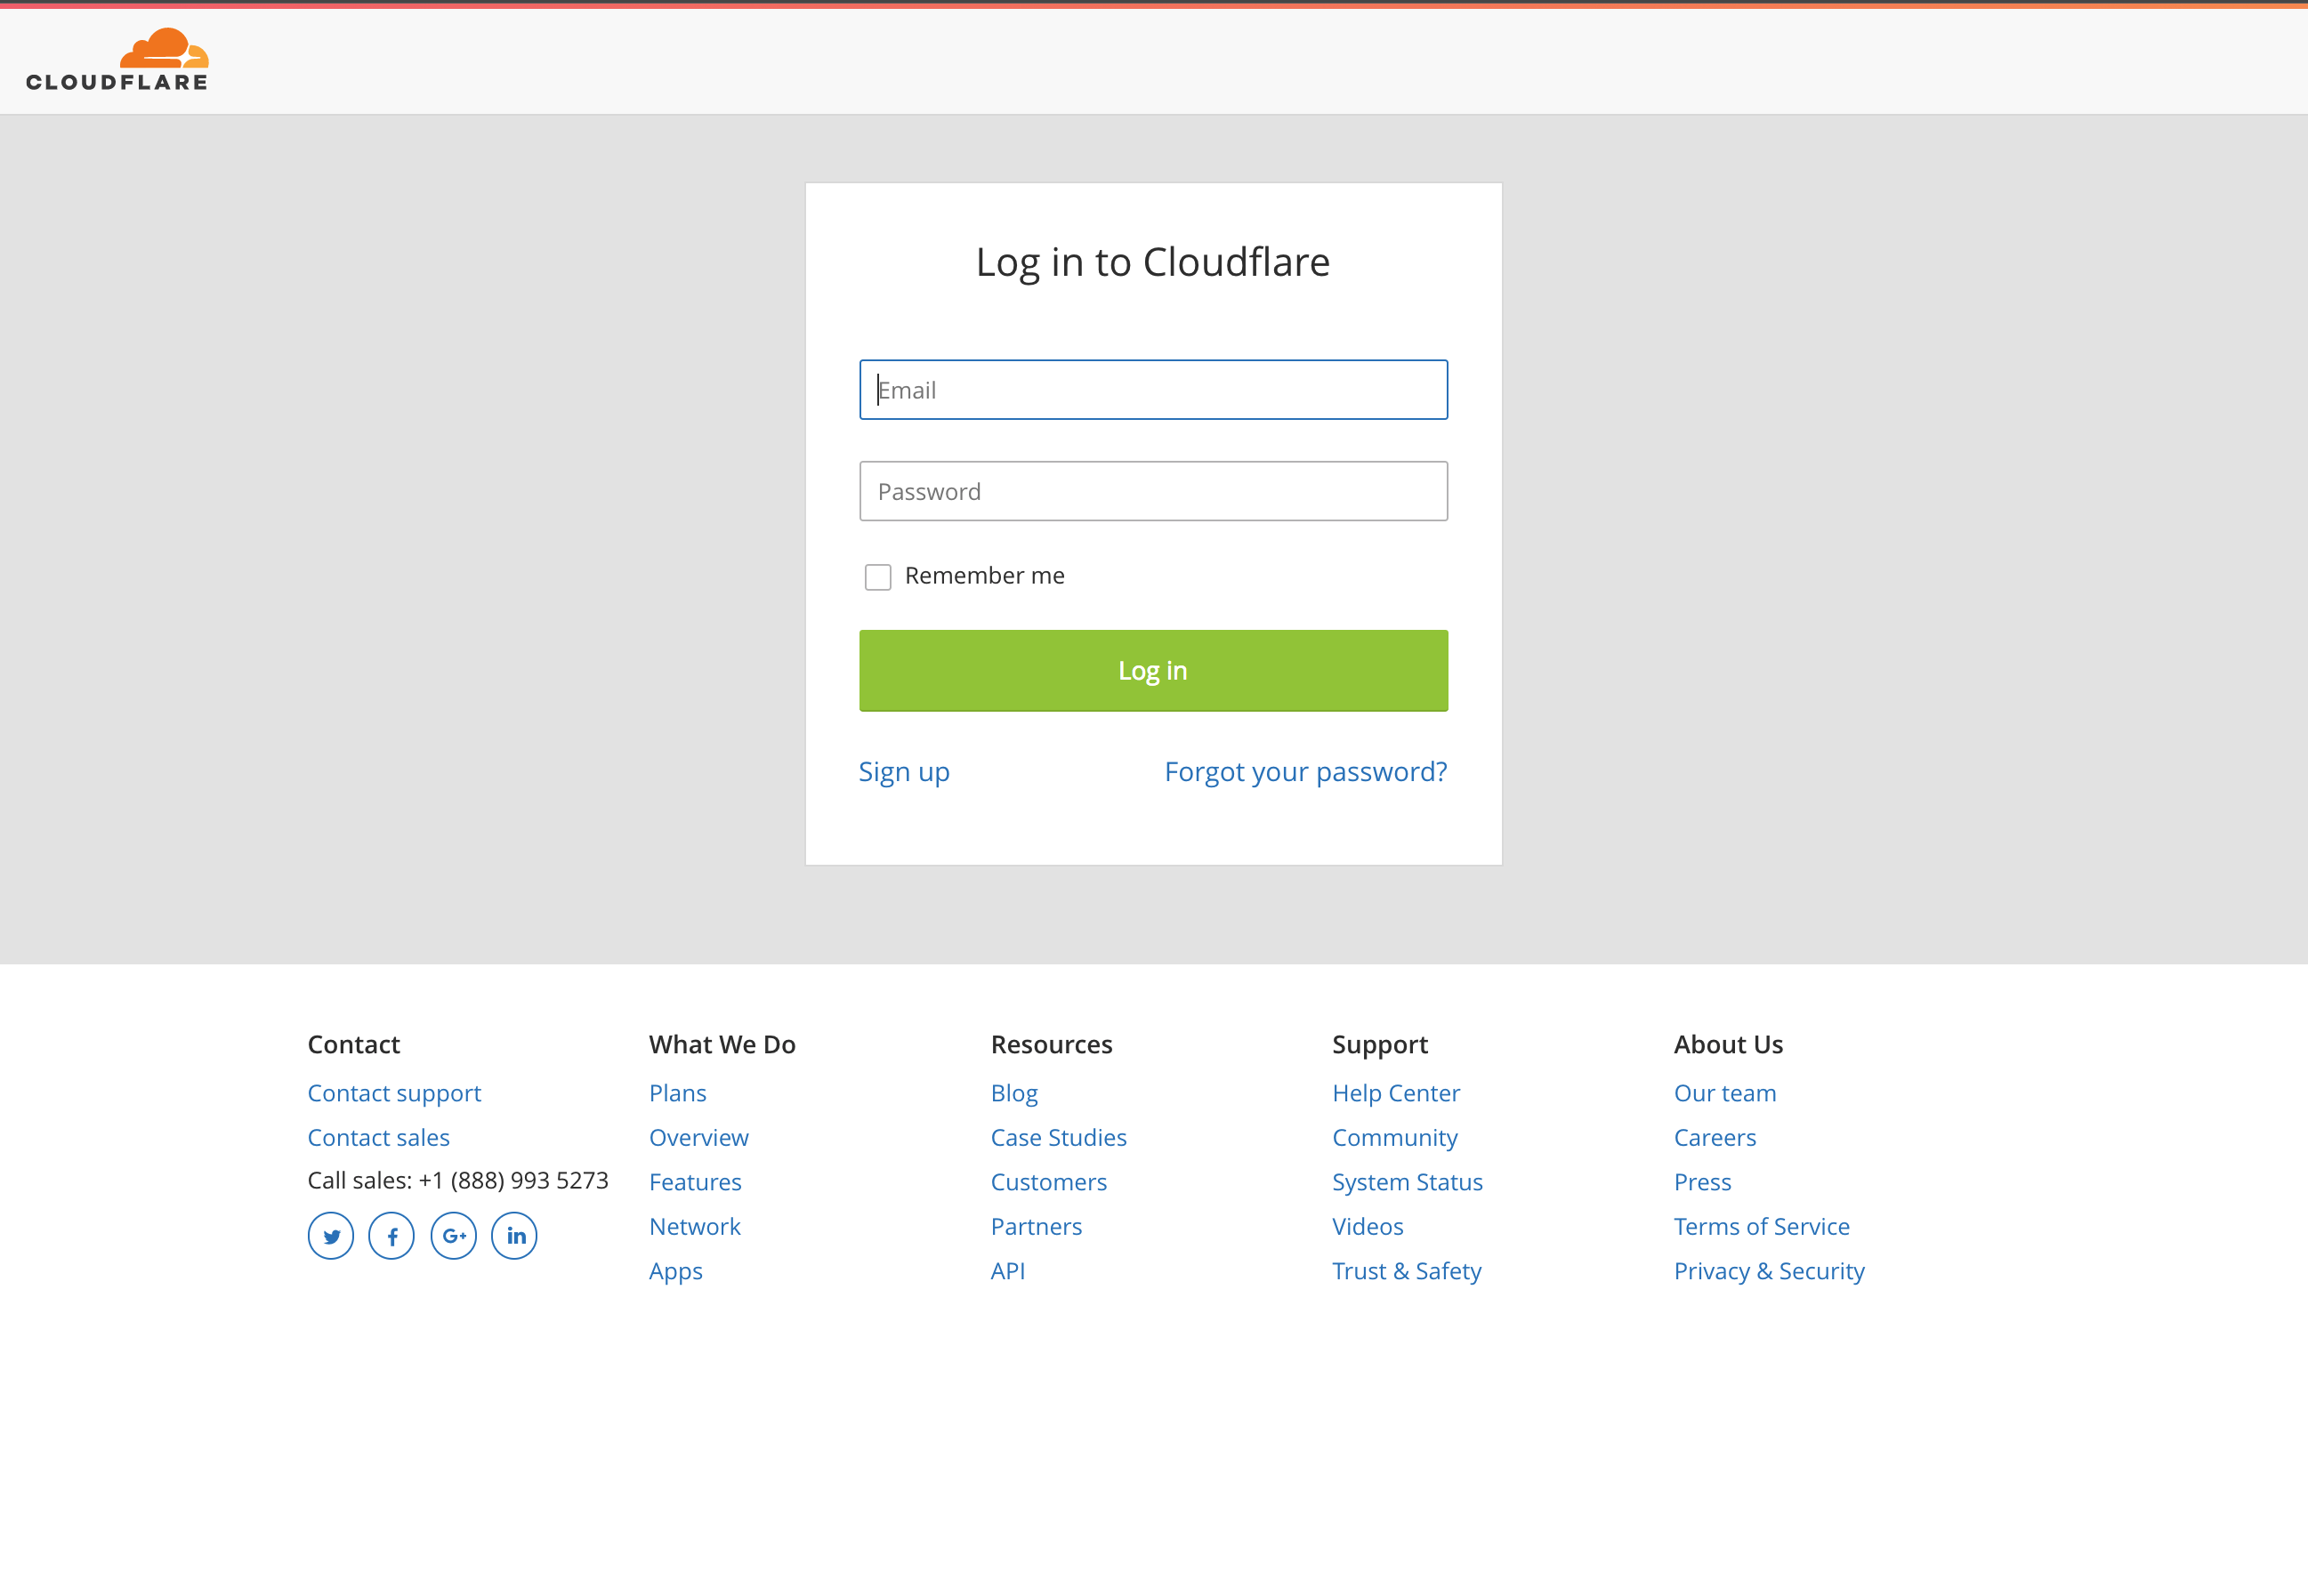 CLOUDFLARE
Log in to Cloudflare
Email
Password
Remember me
Log in
Sign up
Forgot your password?
Contact
Contact support
Contact sales
Call sales: +1 (888) 993 5273
What We Do
Plans
Overview
Features
Network
Apps
Resources
Blog
Case Studies
Customers
Partners
API
Support
Help Center
Community
System Status
Videos
Trust & Safety
About Us
Our team
Careers
Press
Terms of Service
Privacy & Security